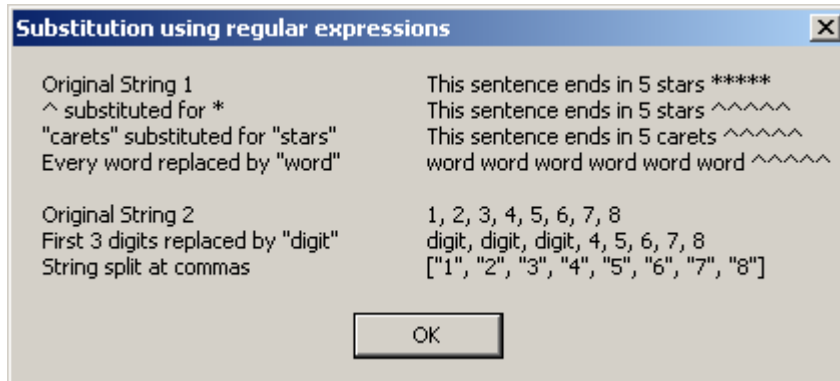 Substitution using regular expressions
Original String 1 This sentence ends in 5 stars *****
^ substituted for * This sentence ends in 5 stars ^^^^^
"carets" substituted for "stars" This sentence ends in 5 carets ^^^^^
Every word replaced by "word" word word word word word word ^^^^^
Original String 2 1, 2, 3, 4, 5, 6, 7, 8
First 3 digits replaced by "digit" digit, digit, digit, 4, 5, 6, 7, 8
String split at commas ["1", "2", "3", "4", "5", "6", "7", "8"]
OK